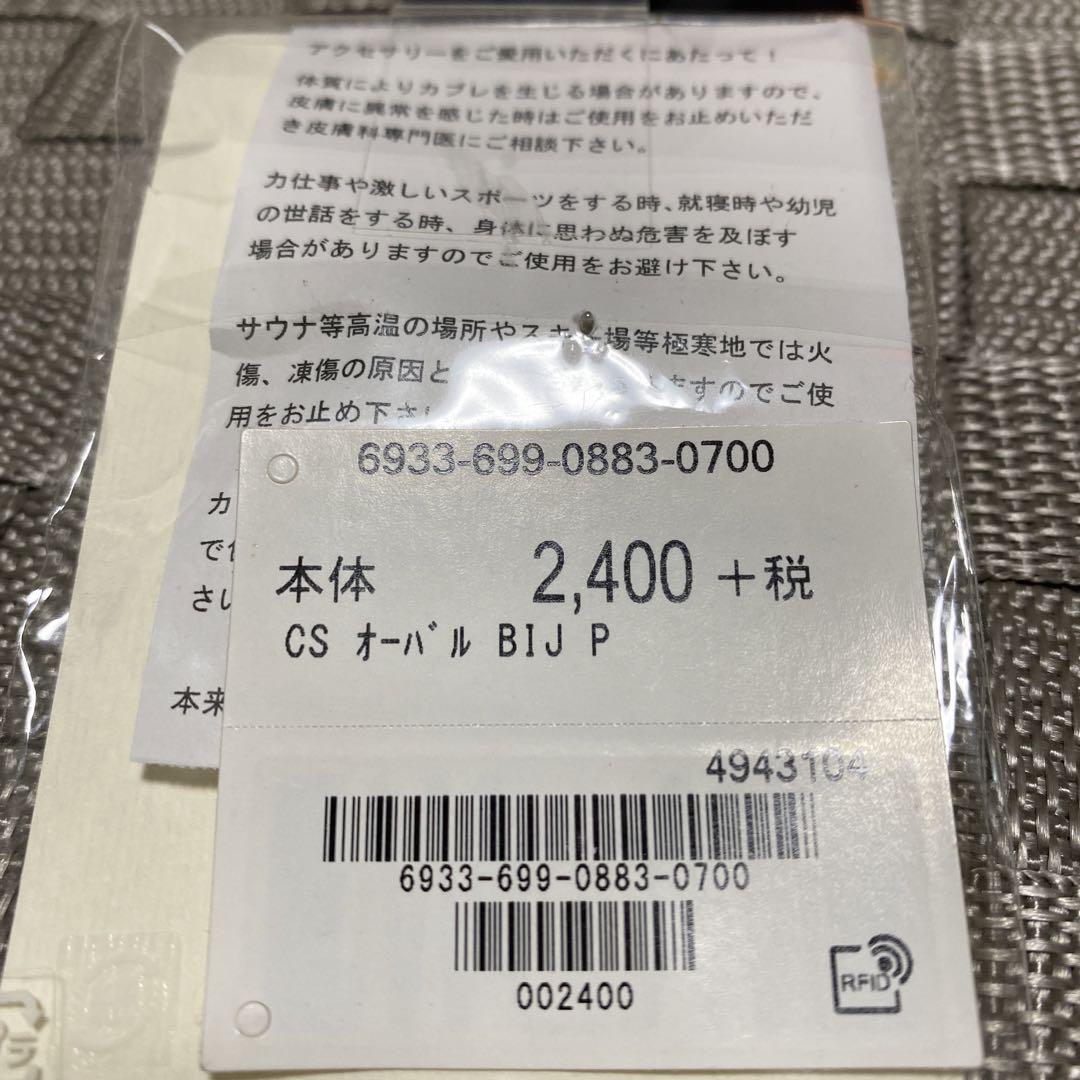 アクセサリーをご愛用いただくにあたって!
体質によりカブレを生じる場合がありますので、
皮膚に異常を感じた時はご使用をお止めいただ
き皮膚科専門医にご相談下さい。
力仕事や激しいスポーツをする時、就寝時や幼児
の世話をする時、身体に思わぬ危害を及ぼす
場合がありますのでご使用をお避け下さい。
サウナ等高温の場所やスキー場等極寒地では火
傷、凍傷の原因と ますのでご使
用をお止め下さい
6933-699-0883-0700
本体 2,400 +税
CS オーバル BIJ P
本来
4943104
6933-699-0883-0700
002400
RFID